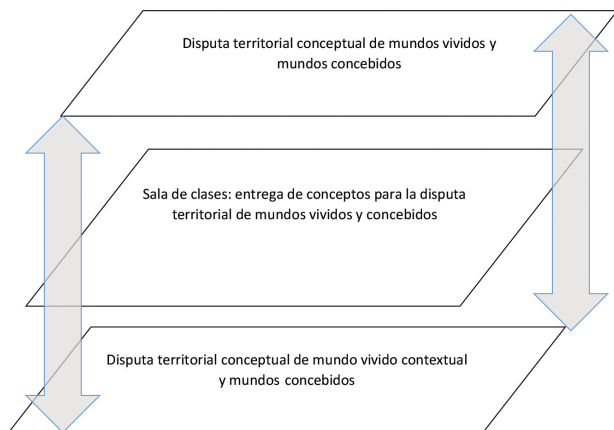 Disputa territorial conceptual de mundos vividos y
mundos concebidos
Sala de clases: entrega de conceptos para la disputa
territorial de mundos vividos y concebidos
Disputa territorial conceptual de mundo vivido contextual
y mundos concebidos